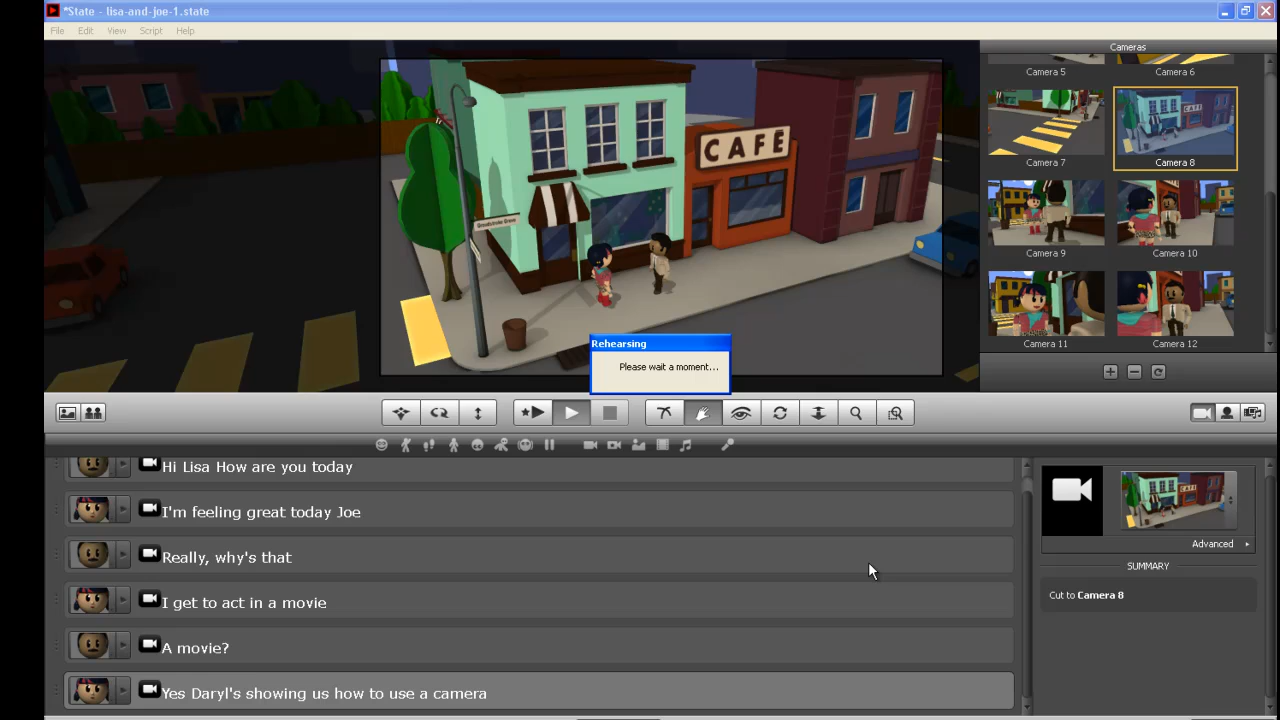 *State - lisa-and-joe-1.state
File Edit View Script Help
Cameras
Camera 5 Camera 6
CAFÉ
Camera 7 Camera 8
Camera 9 Camera 10
Camera 11 Camera 12
Rehearsing
Please wait a moment...
Hi Lisa How are you today
I'm feeling great today Joe
Really, why's that
I get to act in a movie
A movie?
Yes Daryl's showing us how to use a camera
Advanced
SUMMARY
Cut to Camera 8